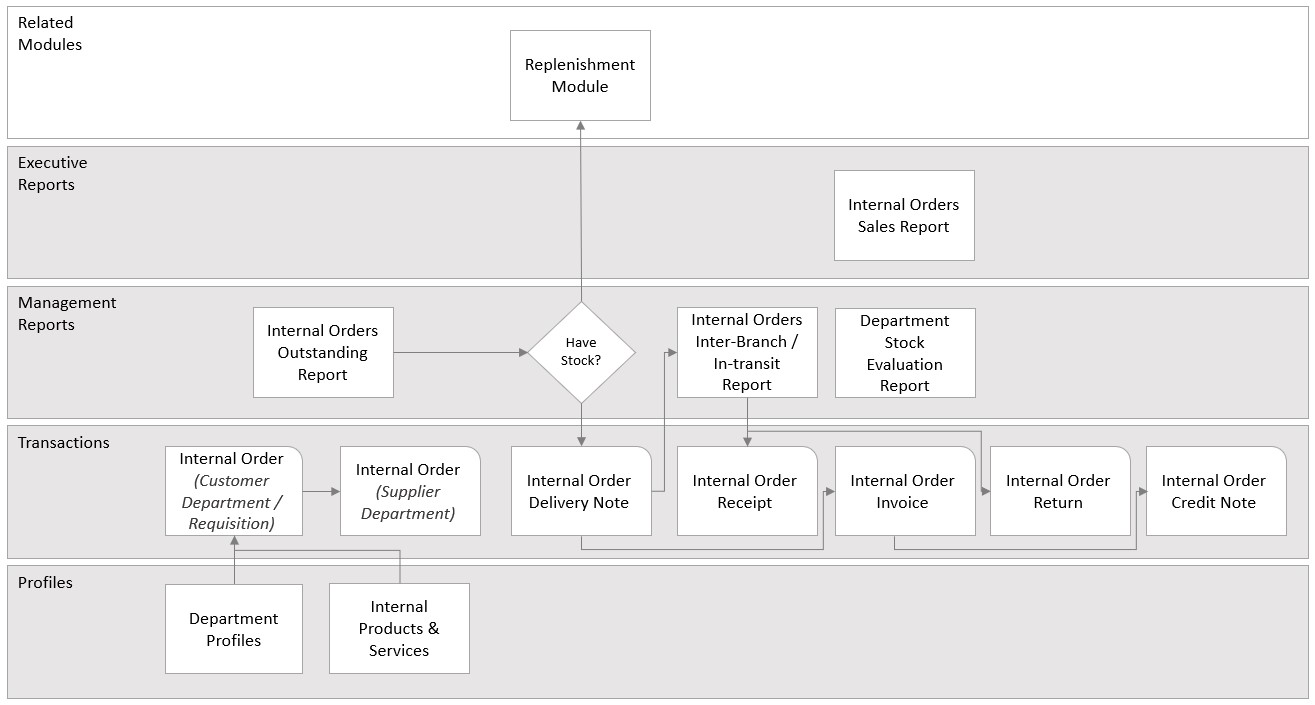 Related
Modules
Replenishment
Module
Executive
Reports
Internal Orders
Sales Report
Management
Reports
Internal Orders
Outstanding
Report
Have
Stock?
Internal Orders
Inter-Branch /
In-transit
Report
Department
Stock
Evaluation
Report
Transactions
Internal Order
(Customer
Department /
Requisition)
Internal Order
(Supplier
Department)
Internal Order
Delivery Note
Internal Order
Receipt
Internal Order
Invoice
Internal Order
Return
Internal Order
Credit Note
Profiles
Department
Profiles
Internal
Products &
Services